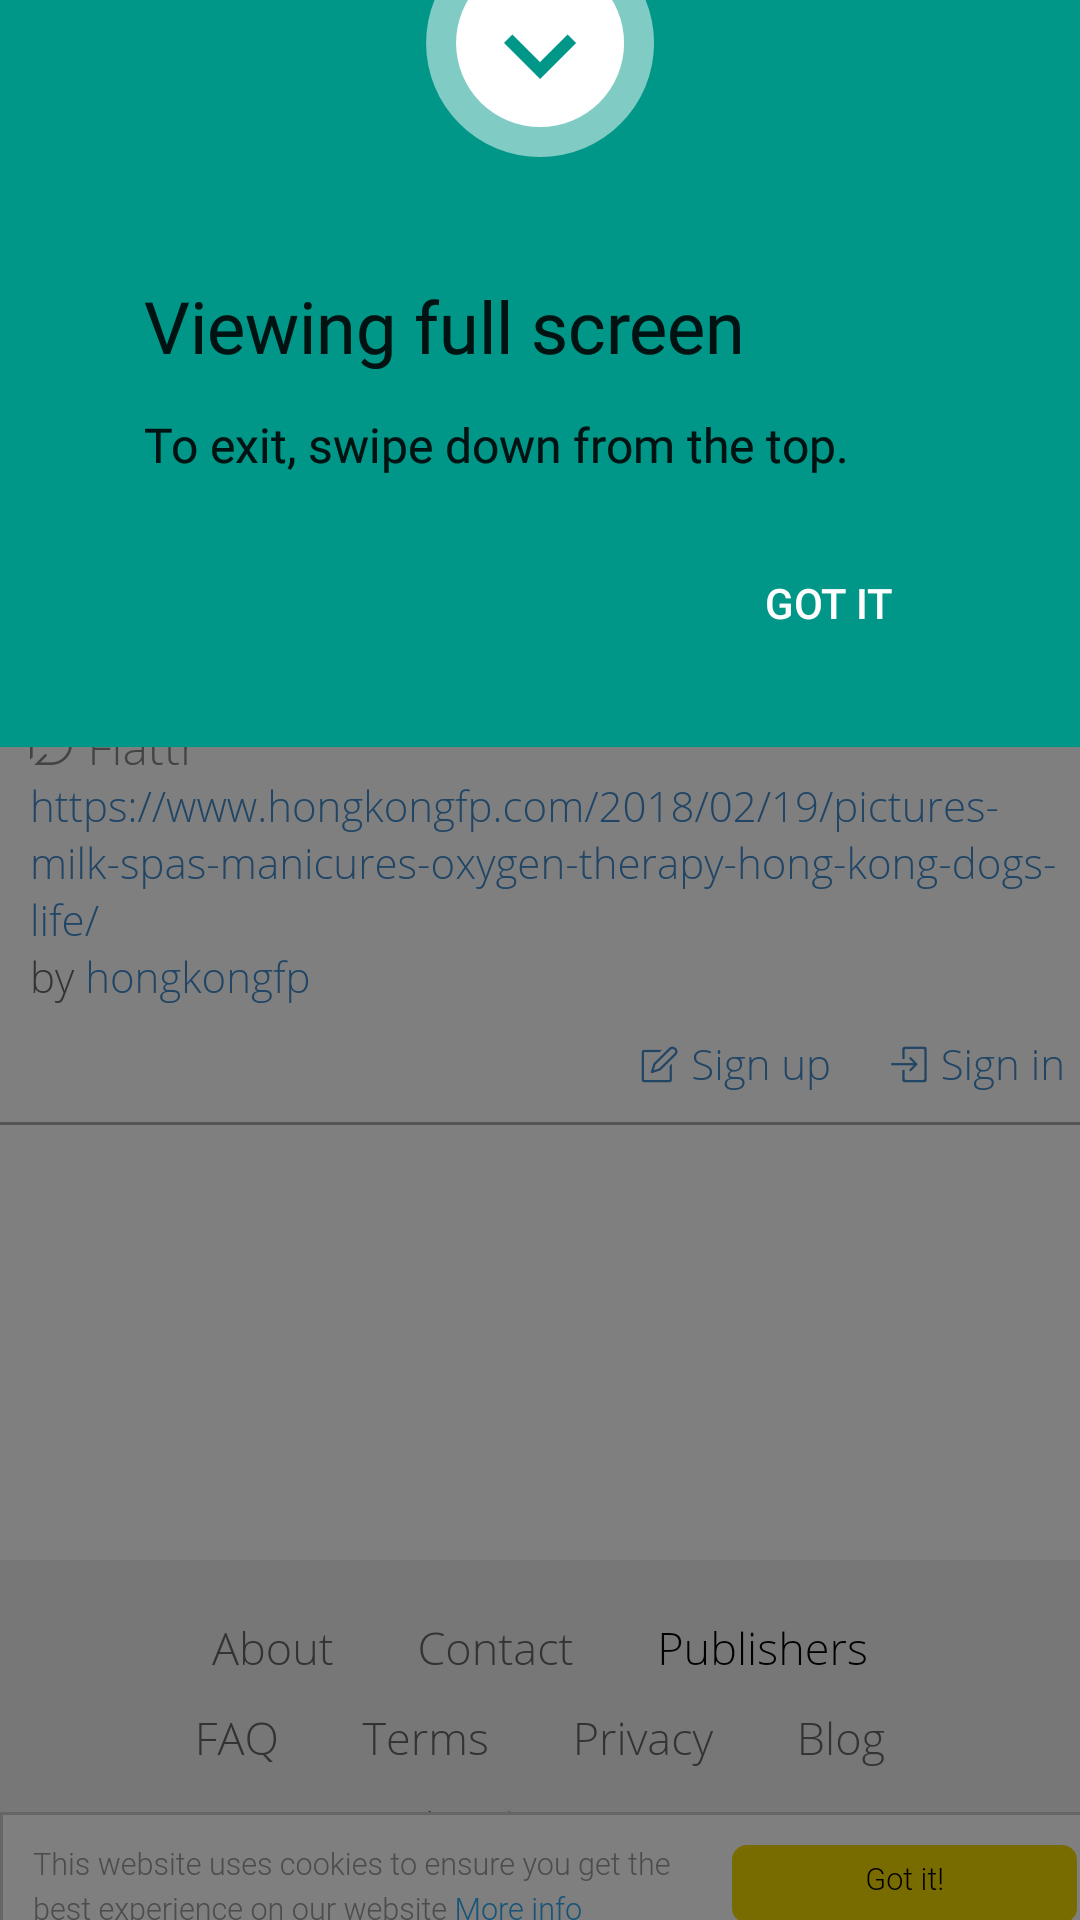 Viewing full screen
To exit, swipe down from the top.
GOT IT
Flattr
https://www.hongkongfp.com/2018/02/19/pictures-
milk-spas-manicures-oxygen-therapy-hong-kong-dogs-
life/
by hongkongfp
Sign up Sign in
About Contact Publishers
FAQ Terms Privacy Blog
This website uses cookies to ensure you get the
best experience on our website More info
Got it!